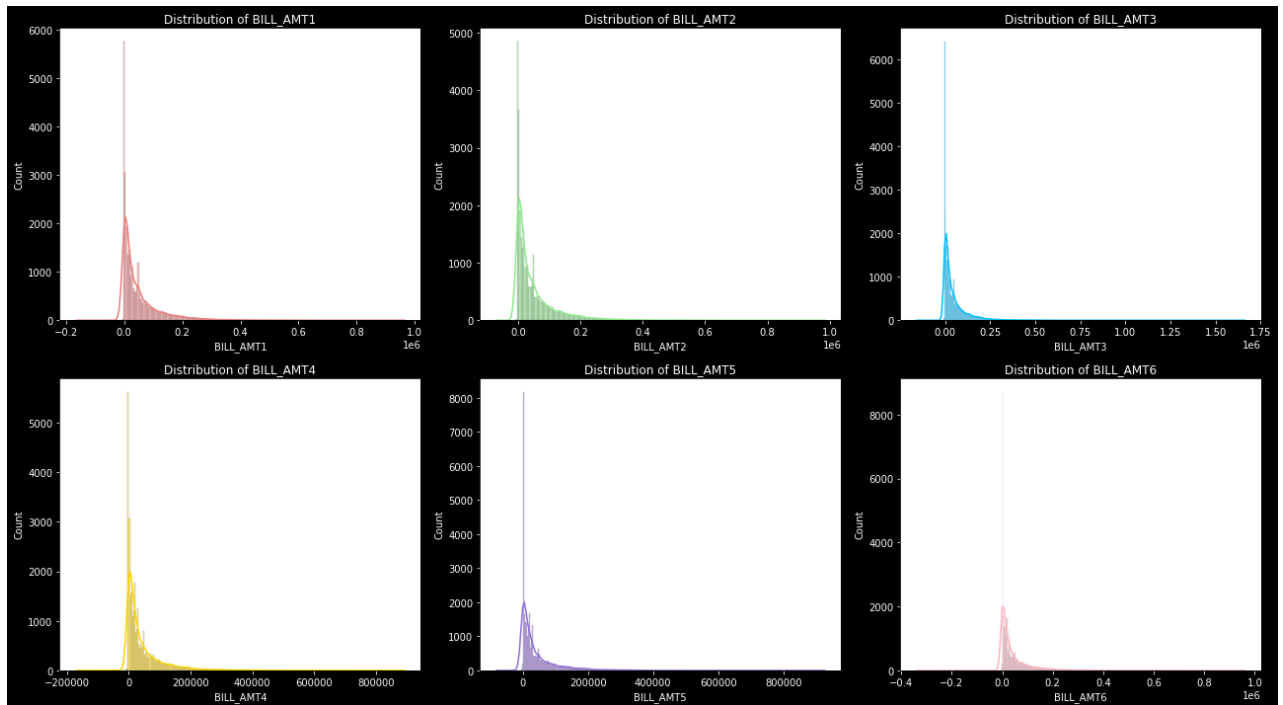 Distribution of BILL_AMT1
6000
5000
4000
3000
2000
1000
0
Count
−0.2 0.0 0.2 0.4 0.6 0.8 1.0
1e6
BILL_AMT1
Distribution of BILL_AMT2
5000
4000
3000
2000
1000
0
Count
0.0 0.2 0.4 0.6 0.8 1.0
1e6
BILL_AMT2
Distribution of BILL_AMT3
6000
5000
4000
3000
2000
1000
0
Count
0.00 0.25 0.50 0.75 1.00 1.25 1.50 1.75
1e6
BILL_AMT3
Distribution of BILL_AMT4
5000
4000
3000
2000
1000
0
Count
−200000 0 200000 400000 600000 800000
BILL_AMT4
Distribution of BILL_AMT5
8000
7000
6000
5000
4000
3000
2000
1000
0
Count
0 200000 400000 600000 800000
BILL_AMT5
Distribution of BILL_AMT6
8000
6000
4000
2000
0
Count
−0.4 −0.2 0.0 0.2 0.4 0.6 0.8 1.0
1e6
BILL_AMT6